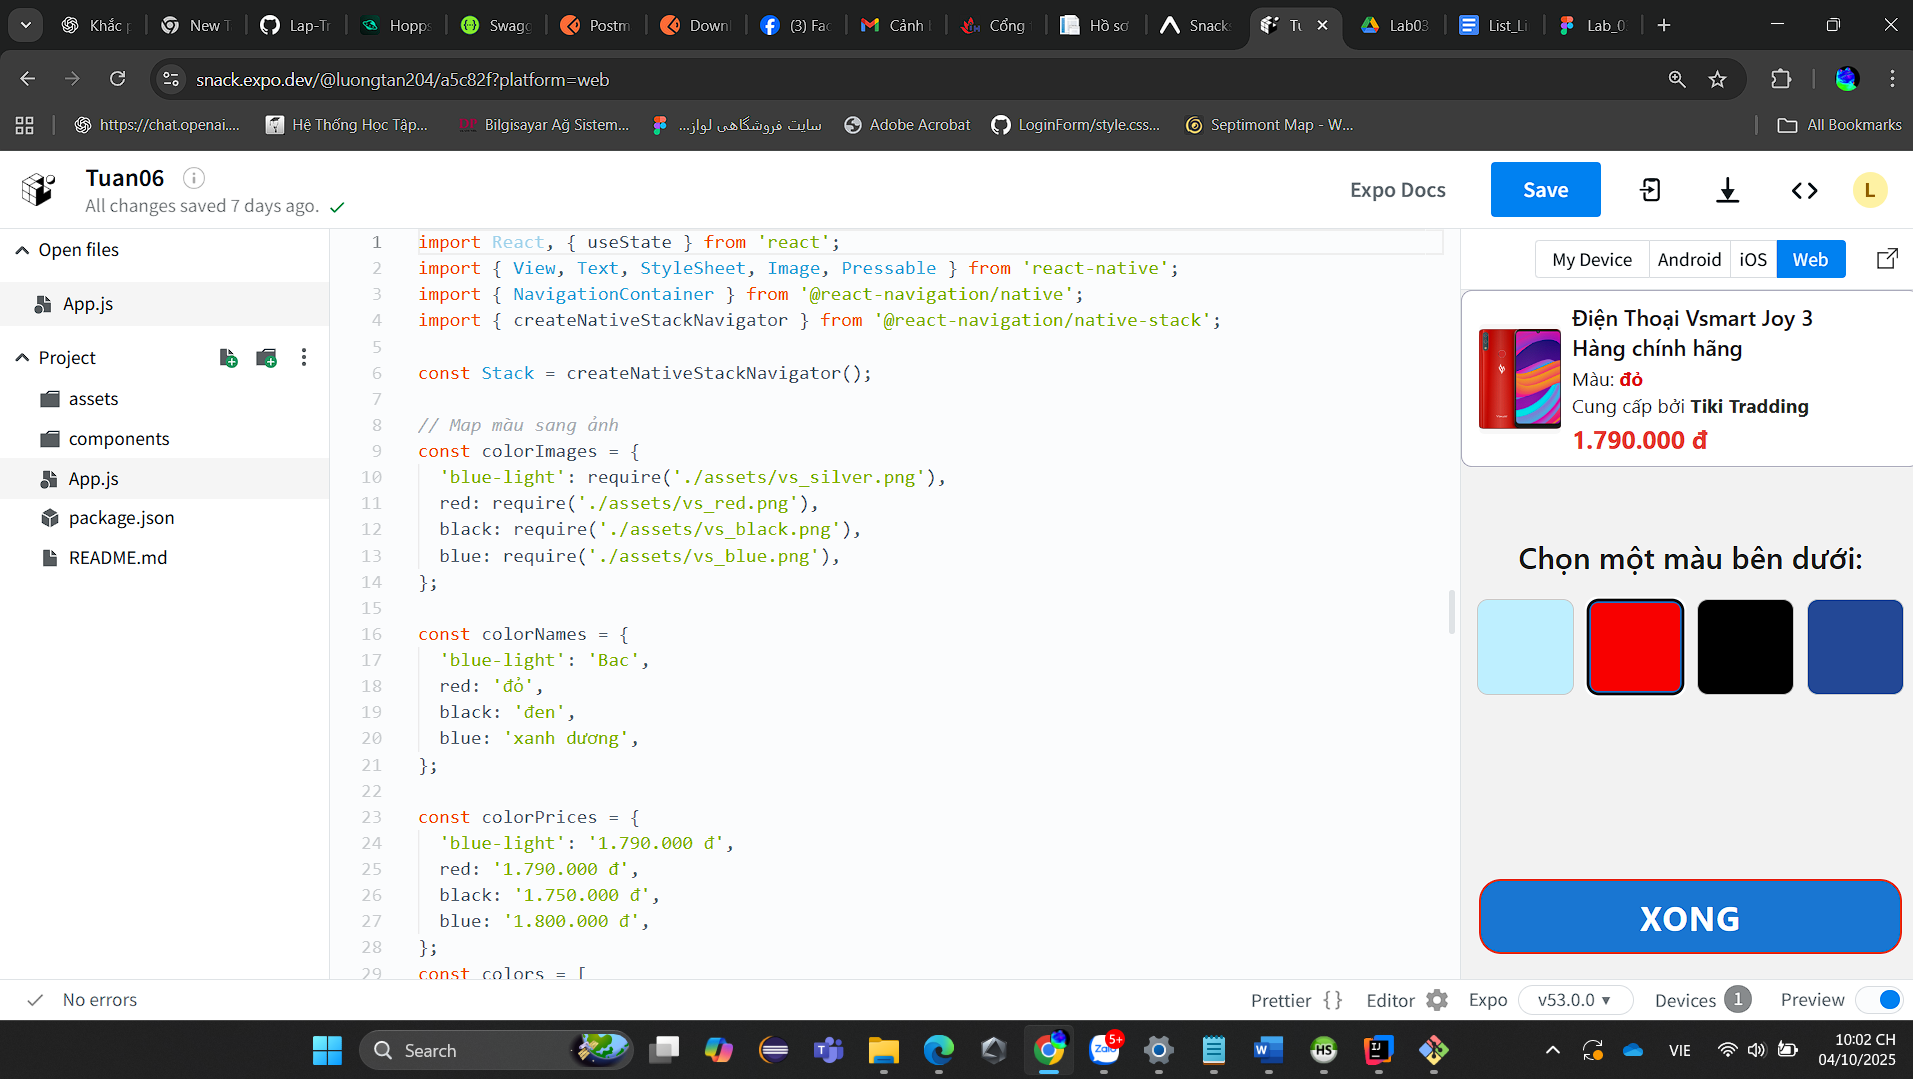 Khắc p
New T
Lap-Tr
Hopps
Swagg
Postm
Downl
(3) Fac
Cảnh
Cổng
Hồ sơ
Snack
Tu
Lab03
List_Li
Lab_0
snack.expo.dev/@luongtan204/a5c82f?platform=web
https://chat.openai....
Hệ Thống Học Tập...
Bilgisayar Ağ Sistem...
سایت فروشگاهی لواز...
Adobe Acrobat
LoginForm/style.css...
Septimont Map - W...
All Bookmarks
Tuan06
All changes saved 7 days ago.
Expo Docs
Save
L
Open files
App.js
Project
assets
components
App.js
package.json
README.md
1 import React, { useState } from 'react';
2 import { View, Text, StyleSheet, Image, Pressable } from 'react-native';
3 import { NavigationContainer } from '@react-navigation/native';
4 import { createNativeStackNavigator } from '@react-navigation/native-stack';
5
6 const Stack = createNativeStackNavigator();
7
8 // Map màu sang ảnh
9 const colorImages = {
10 'blue-light': require('./assets/vs_silver.png'),
11 red: require('./assets/vs_red.png'),
12 black: require('./assets/vs_black.png'),
13 blue: require('./assets/vs_blue.png'),
14 };
15
16 const colorNames = {
17 'blue-light': 'Bac',
18 red: 'đỏ',
19 black: 'đen',
20 blue: 'xanh dương',
21 };
22
23 const colorPrices = {
24 'blue-light': '1.790.000 đ',
25 red: '1.790.000 đ',
26 black: '1.750.000 đ',
27 blue: '1.800.000 đ',
28 };
29 const colors = [
My Device
Android
iOS
Web
Điện Thoại Vsmart Joy 3
Hàng chính hãng
Màu: đỏ
Cung cấp bởi Tiki Tradding
1.790.000 đ
Chọn một màu bên dưới:
XONG
No errors
Prettier {}
Editor
Expo
v53.0.0
Devices 1
Preview
Search
Zalo
5+
HS
IJ
VIE
10:02 CH
04/10/2025